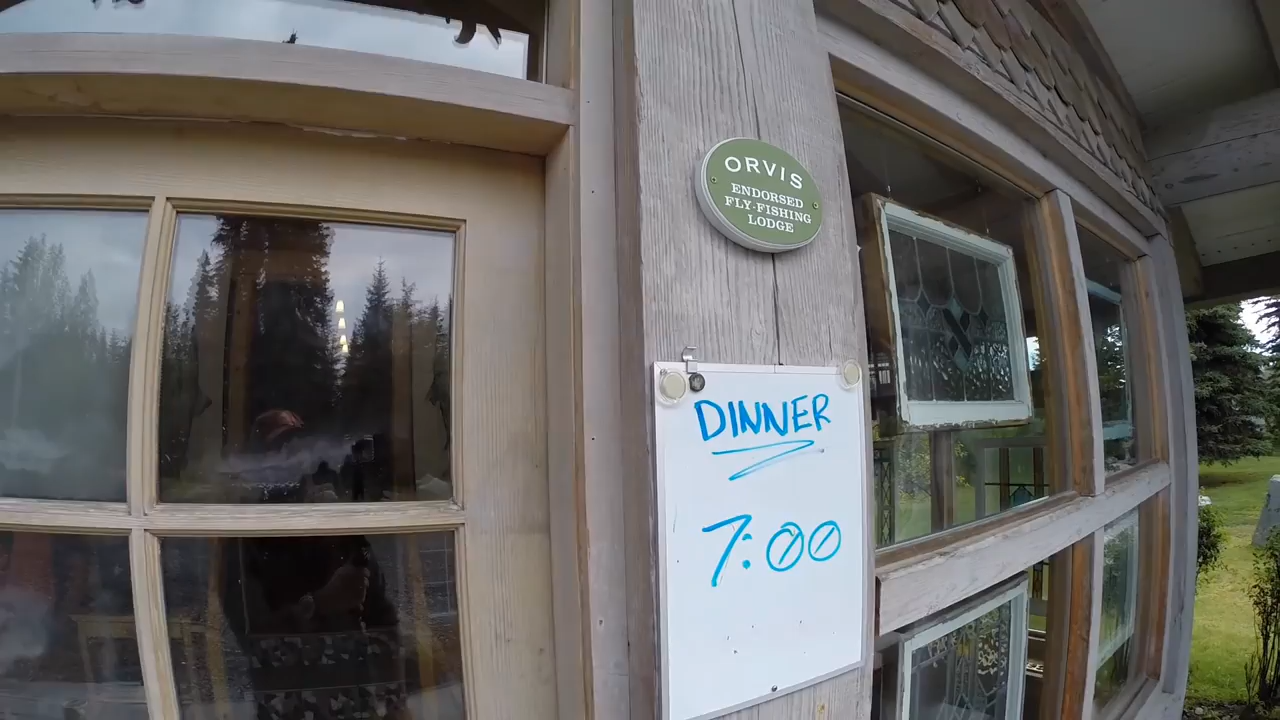 ORVIS
ENDORSED
FLY-FISHING
LODGE
DINNER
7:00